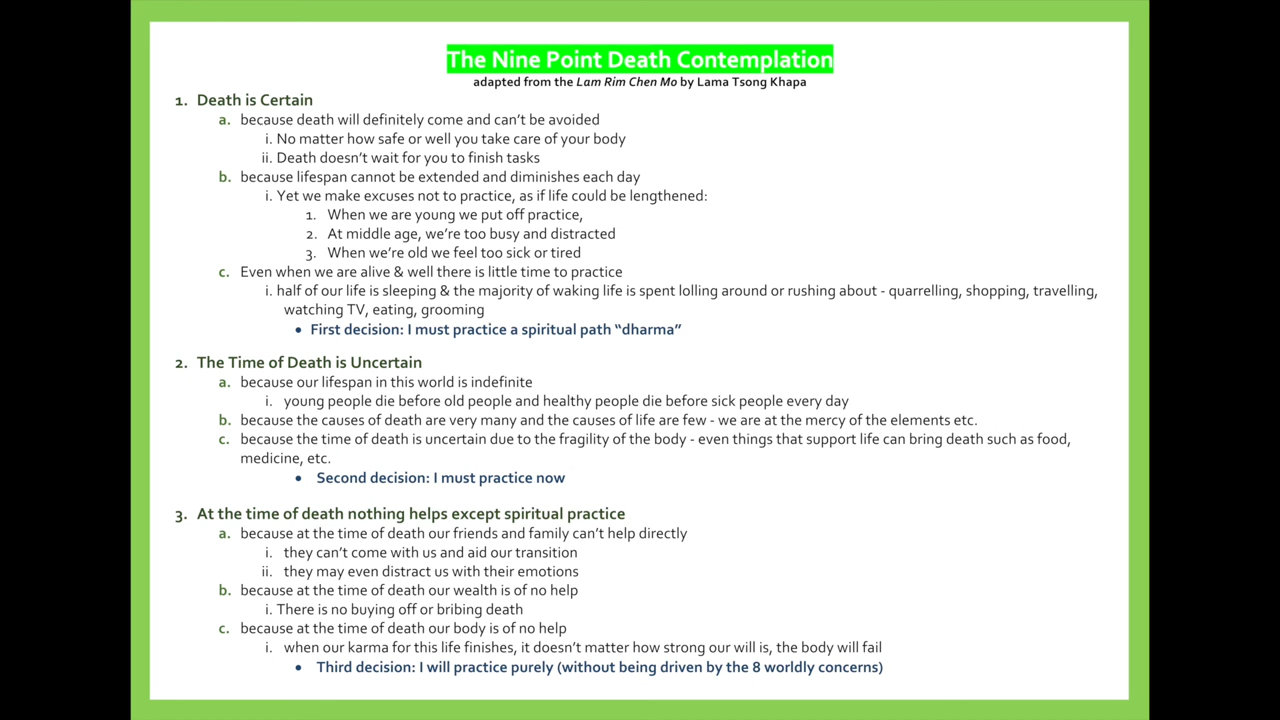 The Nine Point Death Contemplation
adapted from the Lam Rim Chen Mo by Lama Tsong Khapa
1. Death is Certain
a. because death will definitely come and can't be avoided
i. No matter how safe or well you take care of your body
ii. Death doesn't wait for you to finish tasks
b. because lifespan cannot be extended and diminishes each day
i. Yet we make excuses not to practice, as if life could be lengthened:
1. When we are young we put off practice,
2. At middle age, we're too busy and distracted
3. When we're old we feel too sick or tired
c. Even when we are alive & well there is little time to practice
i. half of our life is sleeping & the majority of waking life is spent lolling around or rushing about - quarrelling, shopping, travelling,
watching TV, eating, grooming
• First decision: I must practice a spiritual path “dharma”
2. The Time of Death is Uncertain
a. because our lifespan in this world is indefinite
i. young people die before old people and healthy people die before sick people every day
b. because the causes of death are very many and the causes of life are few - we are at the mercy of the elements etc.
c. because the time of death is uncertain due to the fragility of the body - even things that support life can bring death such as food,
medicine, etc.
• Second decision: I must practice now
3. At the time of death nothing helps except spiritual practice
a. because at the time of death our friends and family can't help directly
i. they can't come with us and aid our transition
ii. they may even distract us with their emotions
b. because at the time of death our wealth is of no help
i. There is no buying off or bribing death
c. because at the time of death our body is of no help
i. when our karma for this life finishes, it doesn't matter how strong our will is, the body will fail
• Third decision: I will practice purely (without being driven by the 8 worldly concerns)